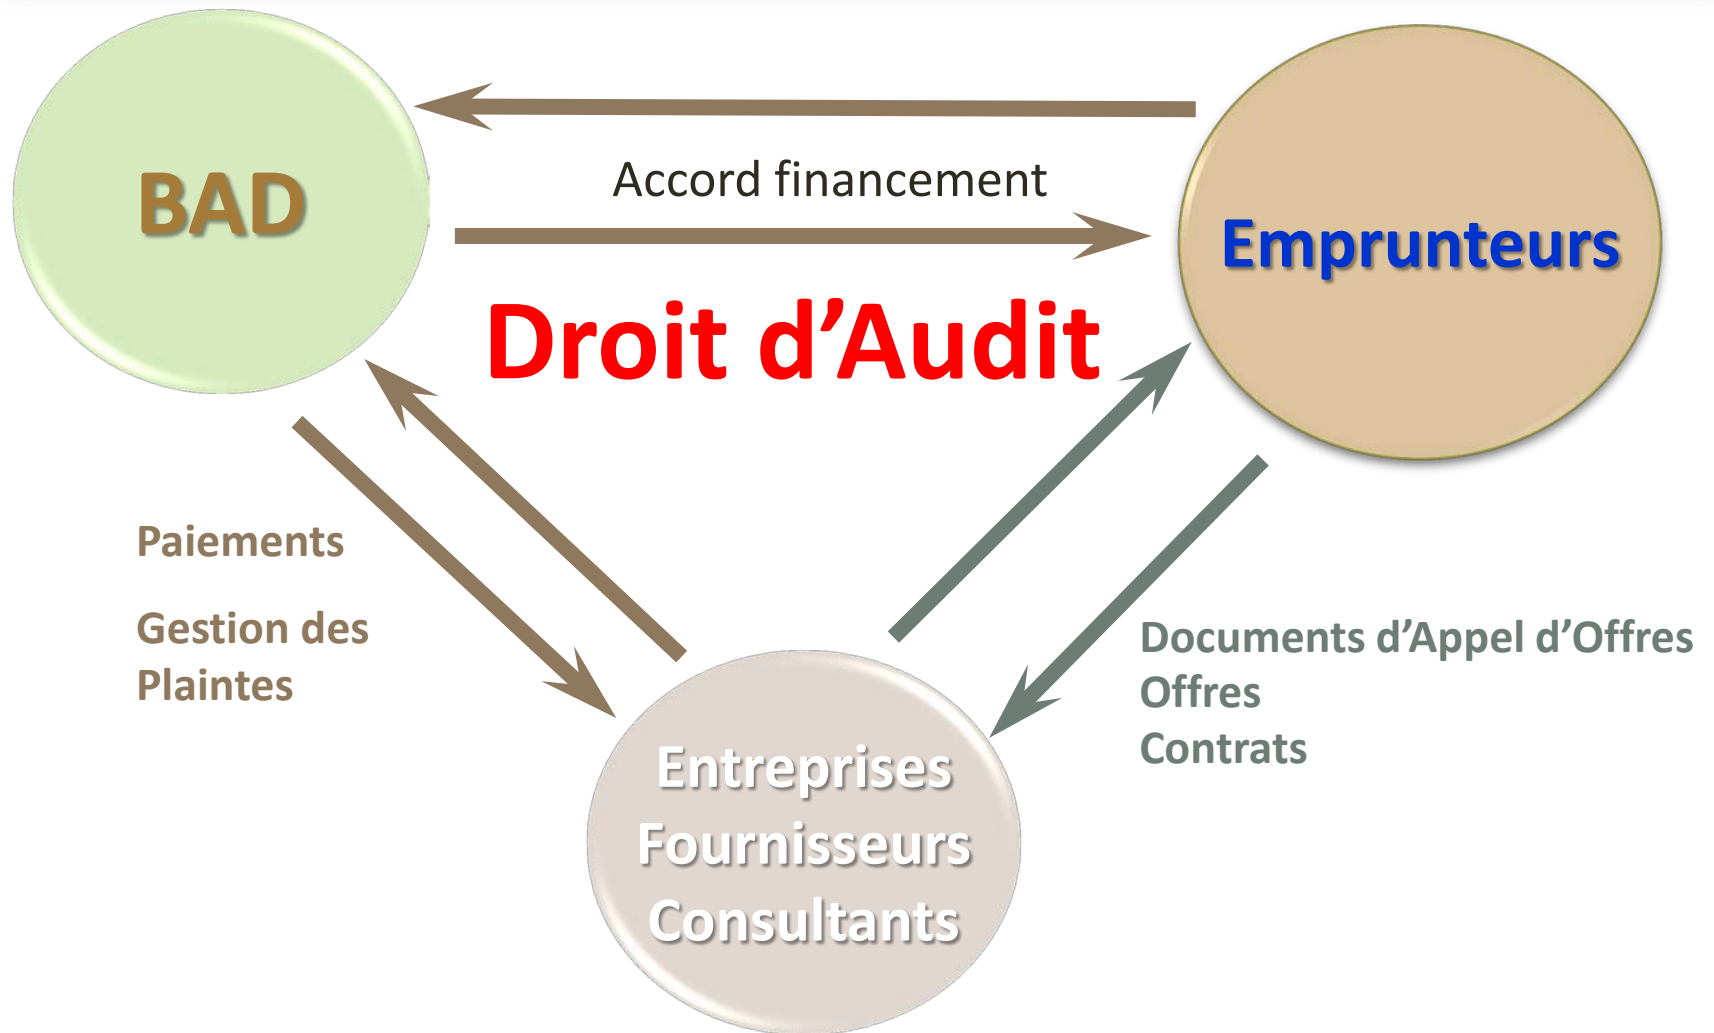 BAD
Accord financement
Emprunteurs
Droit d’Audit
Paiements
Gestion des
Plaintes
Documents d’Appel d’Offres
Offres
Contrats
Entreprises
Fournisseurs
Consultants